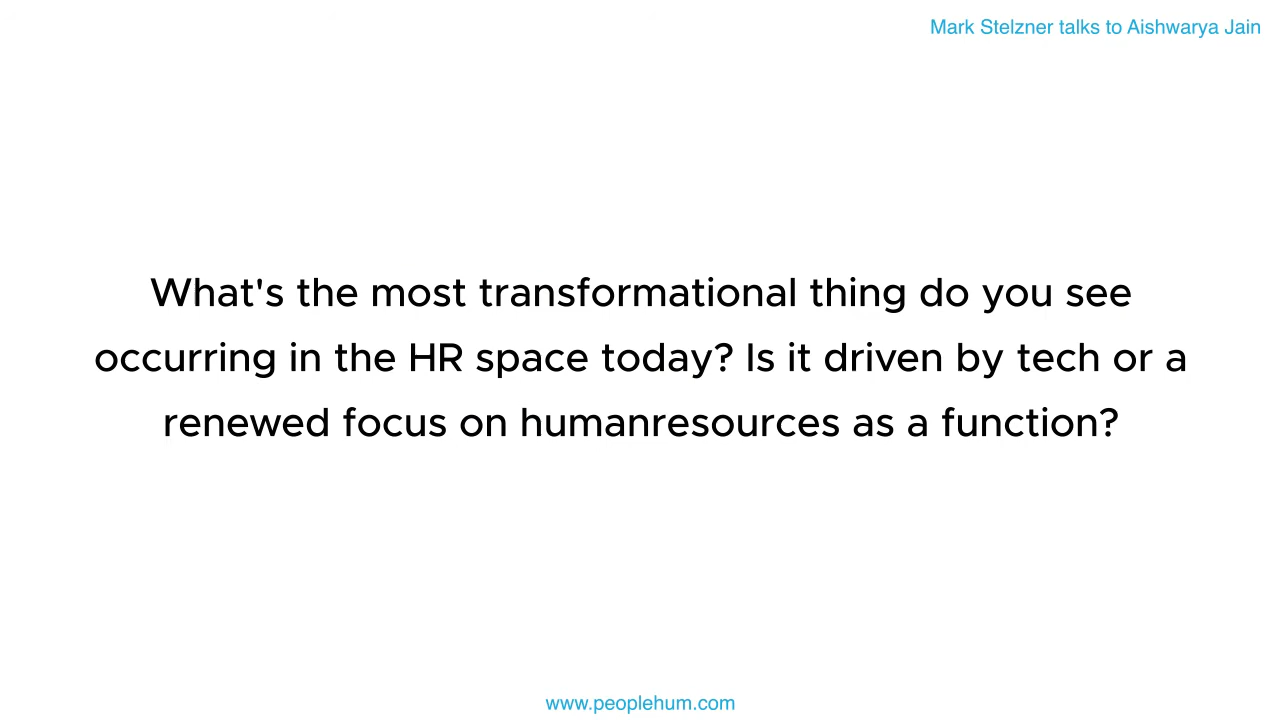 Mark Stelzner talks to Aishwarya Jain
What's the most transformational thing do you see
occurring in the HR space today? Is it driven by tech or a
renewed focus on humanresources as a function?
www.peoplehum.com